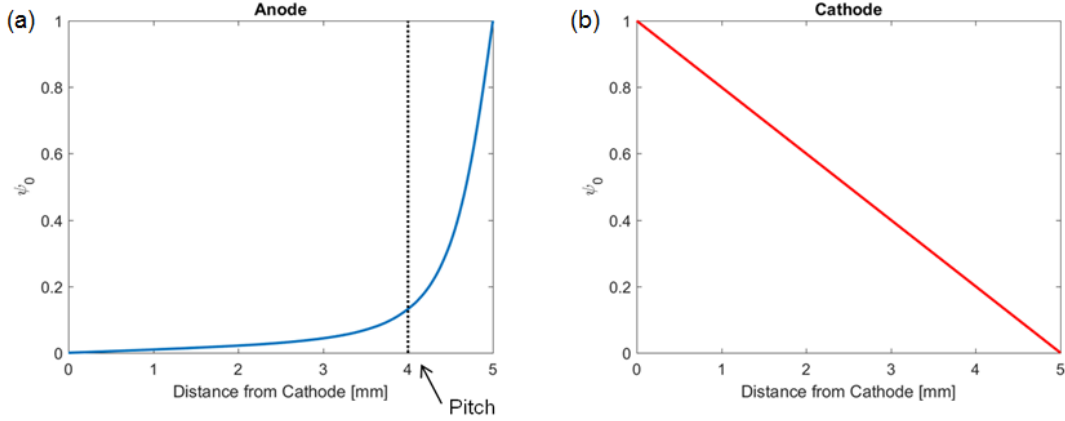 (a)
Anode
ψ0
1
0.8
0.6
0.4
0.2
0
0 1 2 3 4 5
Distance from Cathode [mm]
Pitch
(b)
Cathode
ψ0
1
0.8
0.6
0.4
0.2
0
0 1 2 3 4 5
Distance from Cathode [mm]